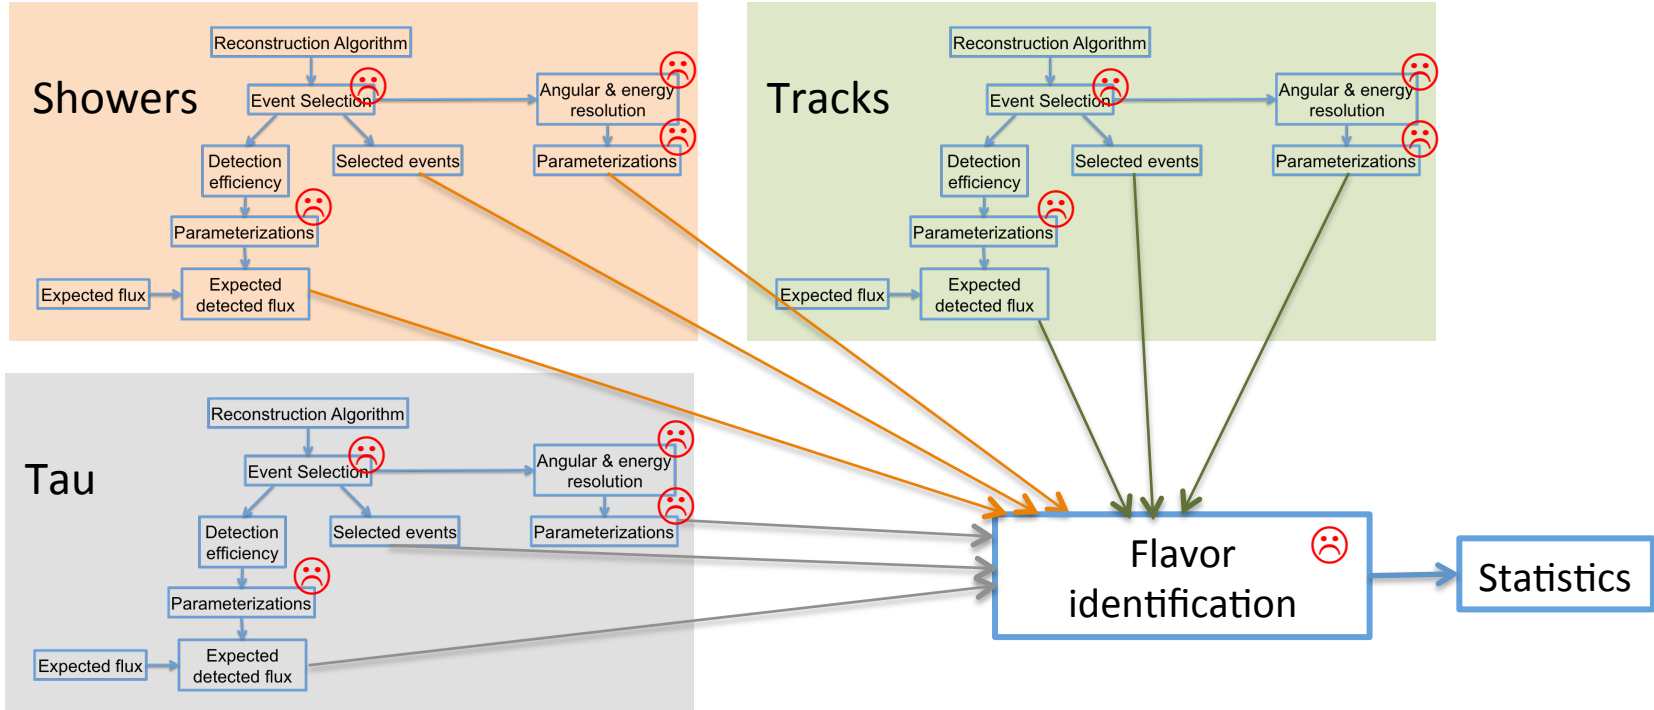 Showers
Reconstruction Algorithm
Event Selection
Angular & energy
resolution
Detection
efficiency
Selected events
Parameterizations
Parameterizations
Expected flux
Expected
detected flux
Tracks
Reconstruction Algorithm
Event Selection
Angular & energy
resolution
Detection
efficiency
Selected events
Parameterizations
Parameterizations
Expected flux
Expected
detected flux
Tau
Reconstruction Algorithm
Event Selection
Angular & energy
resolution
Detection
efficiency
Selected events
Parameterizations
Parameterizations
Expected flux
Expected
detected flux
Flavor
identification
Statistics